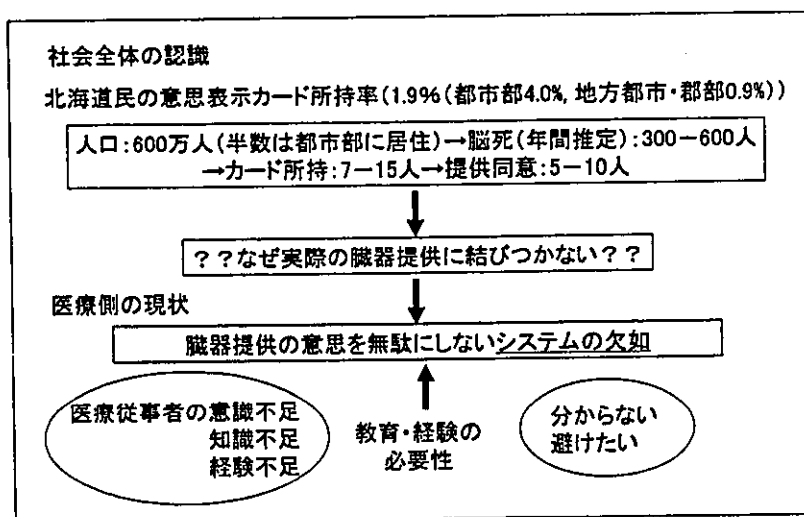 社会全体の認識
北海道民の意思表示カード所持率(1.9%(都市部4.0%, 地方都市・郡部0.9%))
人口:600万人(半数は都市部に居住)→脳死(年間推定):300－600人
→カード所持:7－15人→提供同意:5－10人
??なぜ実際の臓器提供に結びつかない??
医療側の現状
臓器提供の意思を無駄にしないシステムの欠如
医療従事者の意識不足
知識不足
経験不足
教育・経験の
必要性
分からない
避けたい